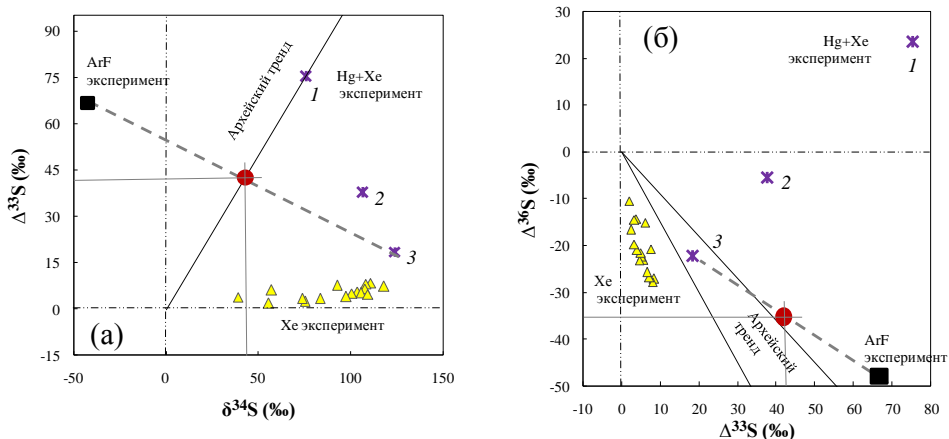 95
75
60
45
30
15
0
-15
Δ³³S (‰)
ArF
эксперимент
Архейский тренд
Hg+Xe
эксперимент
1
2
3
Xe эксперимент
(а)
-50
0
50
100
150
δ³⁴S (‰)
30
20
10
0
-10
-20
-30
-40
-50
Δ³⁶S (‰)
(б)
Hg+Xe
эксперимент
1
2
3
Xe
эксперимент
Архейский
тренд
ArF
эксперимент
-10
0
10
20
30
40
50
60
70
80
Δ³³S (‰)